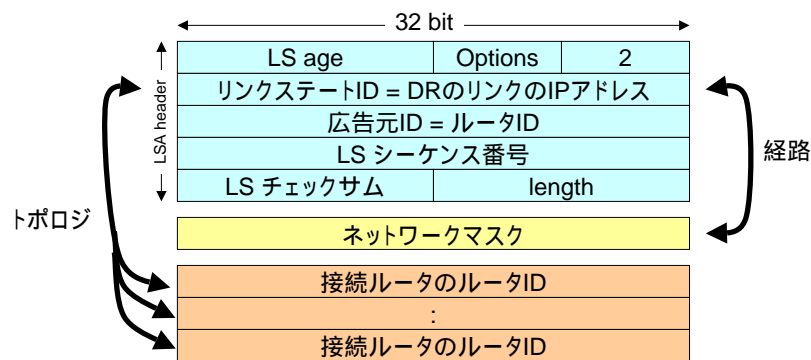 32 bit
LSA header
LS age Options 2
リンクステートID = DRのリンクのIPアドレス
広告元ID = ルータID
LS シーケンス番号
LS チェックサム length
経路
トポロジ
ネットワークマスク
接続ルータのルータID
:
接続ルータのルータID